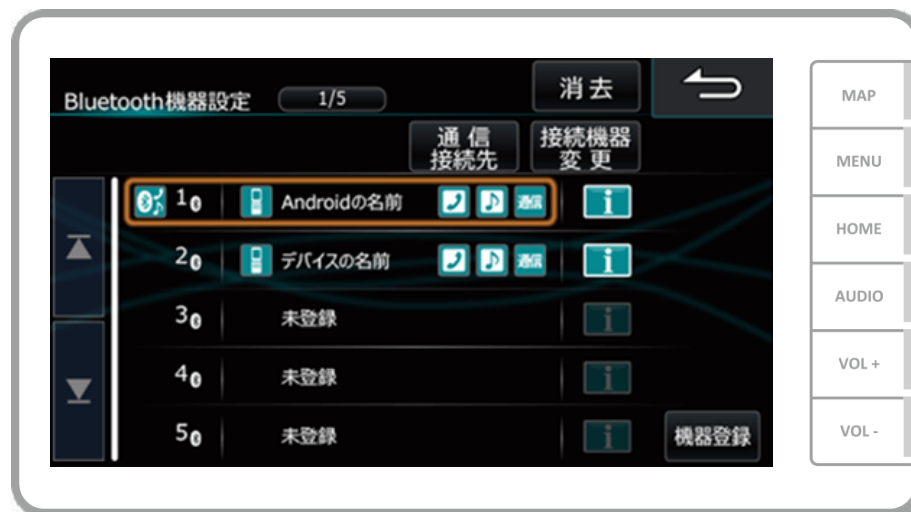 Bluetooth機器設定 1/5 消去
通信接続先 接続機器変更
1 Androidの名前 通信 i
2 デバイスの名前 通信 i
3 未登録 i
4 未登録 i
5 未登録 i 機器登録
MAP
MENU
HOME
AUDIO
VOL +
VOL -